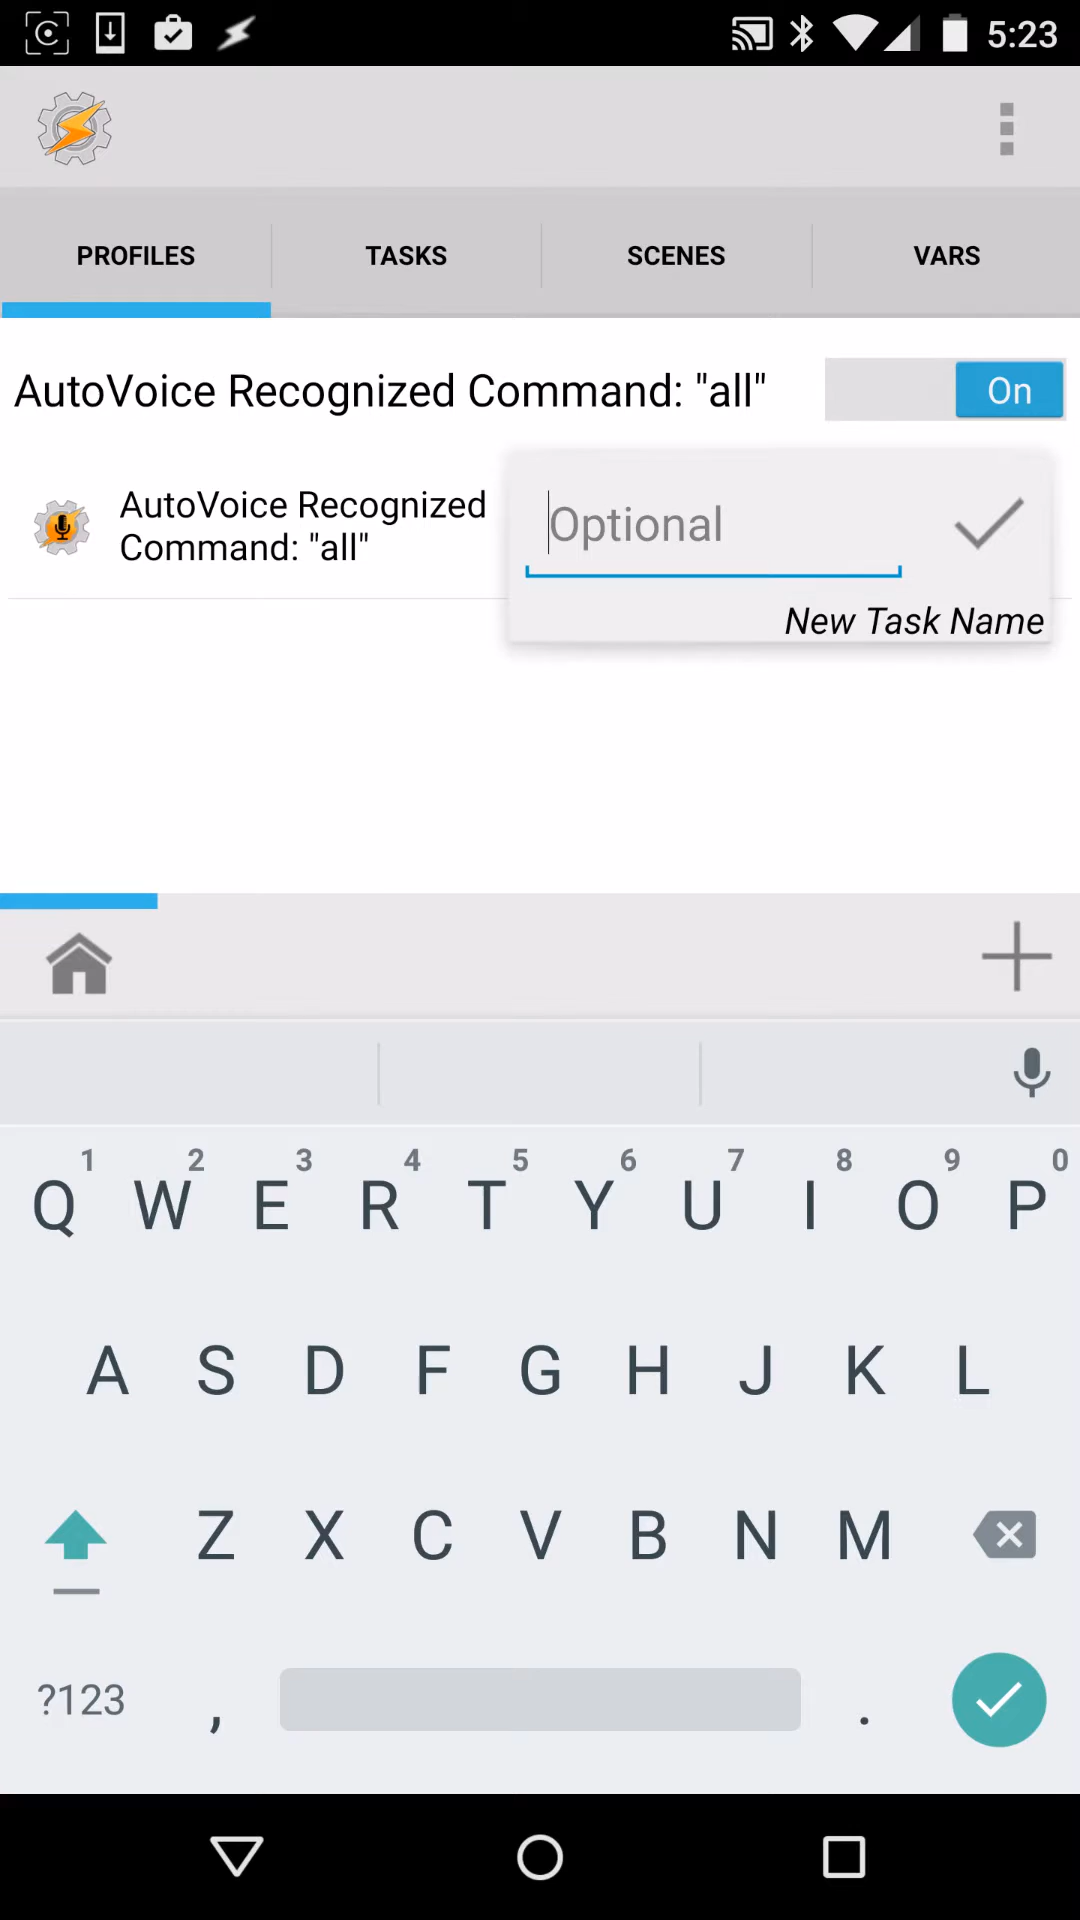 5:23
PROFILES TASKS SCENES VARS
AutoVoice Recognized Command: "all" On
AutoVoice Recognized
Command: "all"
Optional
New Task Name
1 2 3 4 5 6 7 8 9 0
Q W E R T Y U I O P
A S D F G H J K L
Z X C V B N M
?123 , .